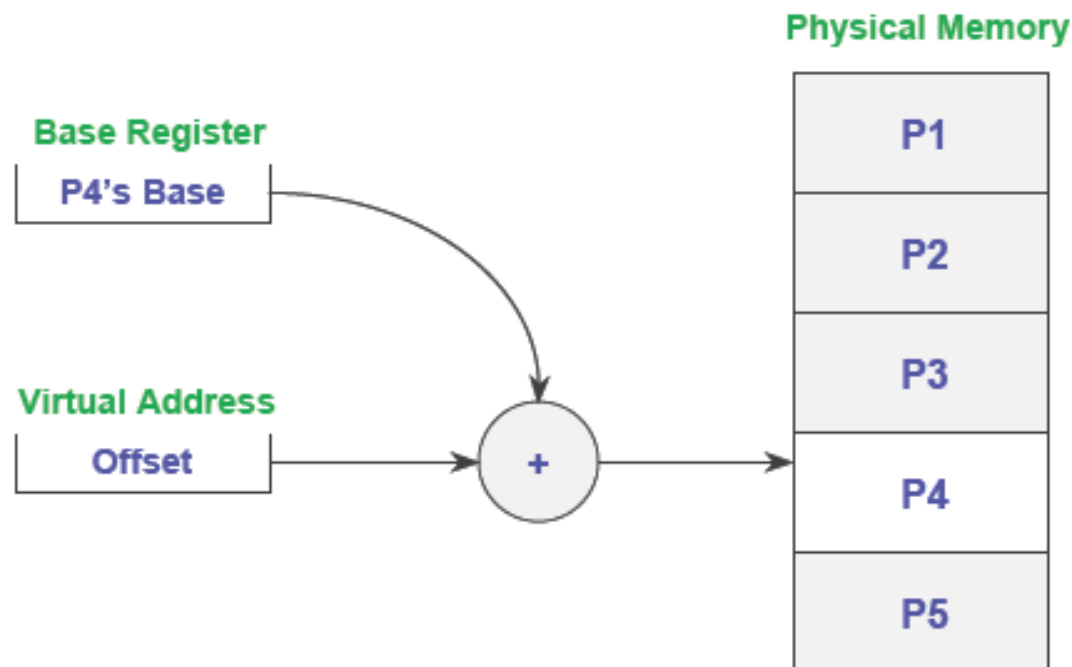 Physical Memory
Base Register
P4's Base
Virtual Address
Offset
+
P1
P2
P3
P4
P5